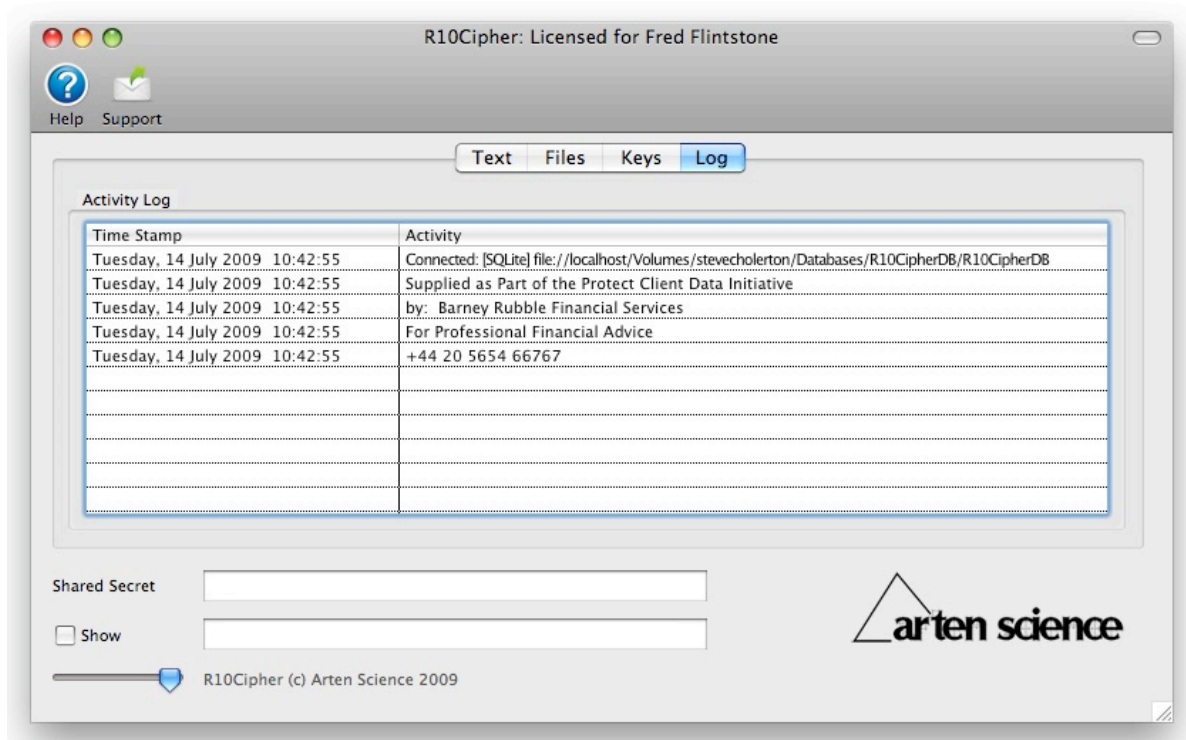 R10Cipher: Licensed for Fred Flintstone
Help Support
Text Files Keys Log
Activity Log
Time Stamp Activity
Tuesday, 14 July 2009 10:42:55 Connected: [SQLite] file://localhost/Volumes/stevecholerton/Databases/R10CipherDB/R10CipherDB
Tuesday, 14 July 2009 10:42:55 Supplied as Part of the Protect Client Data Initiative
Tuesday, 14 July 2009 10:42:55 by: Barney Rubble Financial Services
Tuesday, 14 July 2009 10:42:55 For Professional Financial Advice
Tuesday, 14 July 2009 10:42:55 +44 20 5654 66767
Shared Secret
Show
arten science
R10Cipher (c) Arten Science 2009